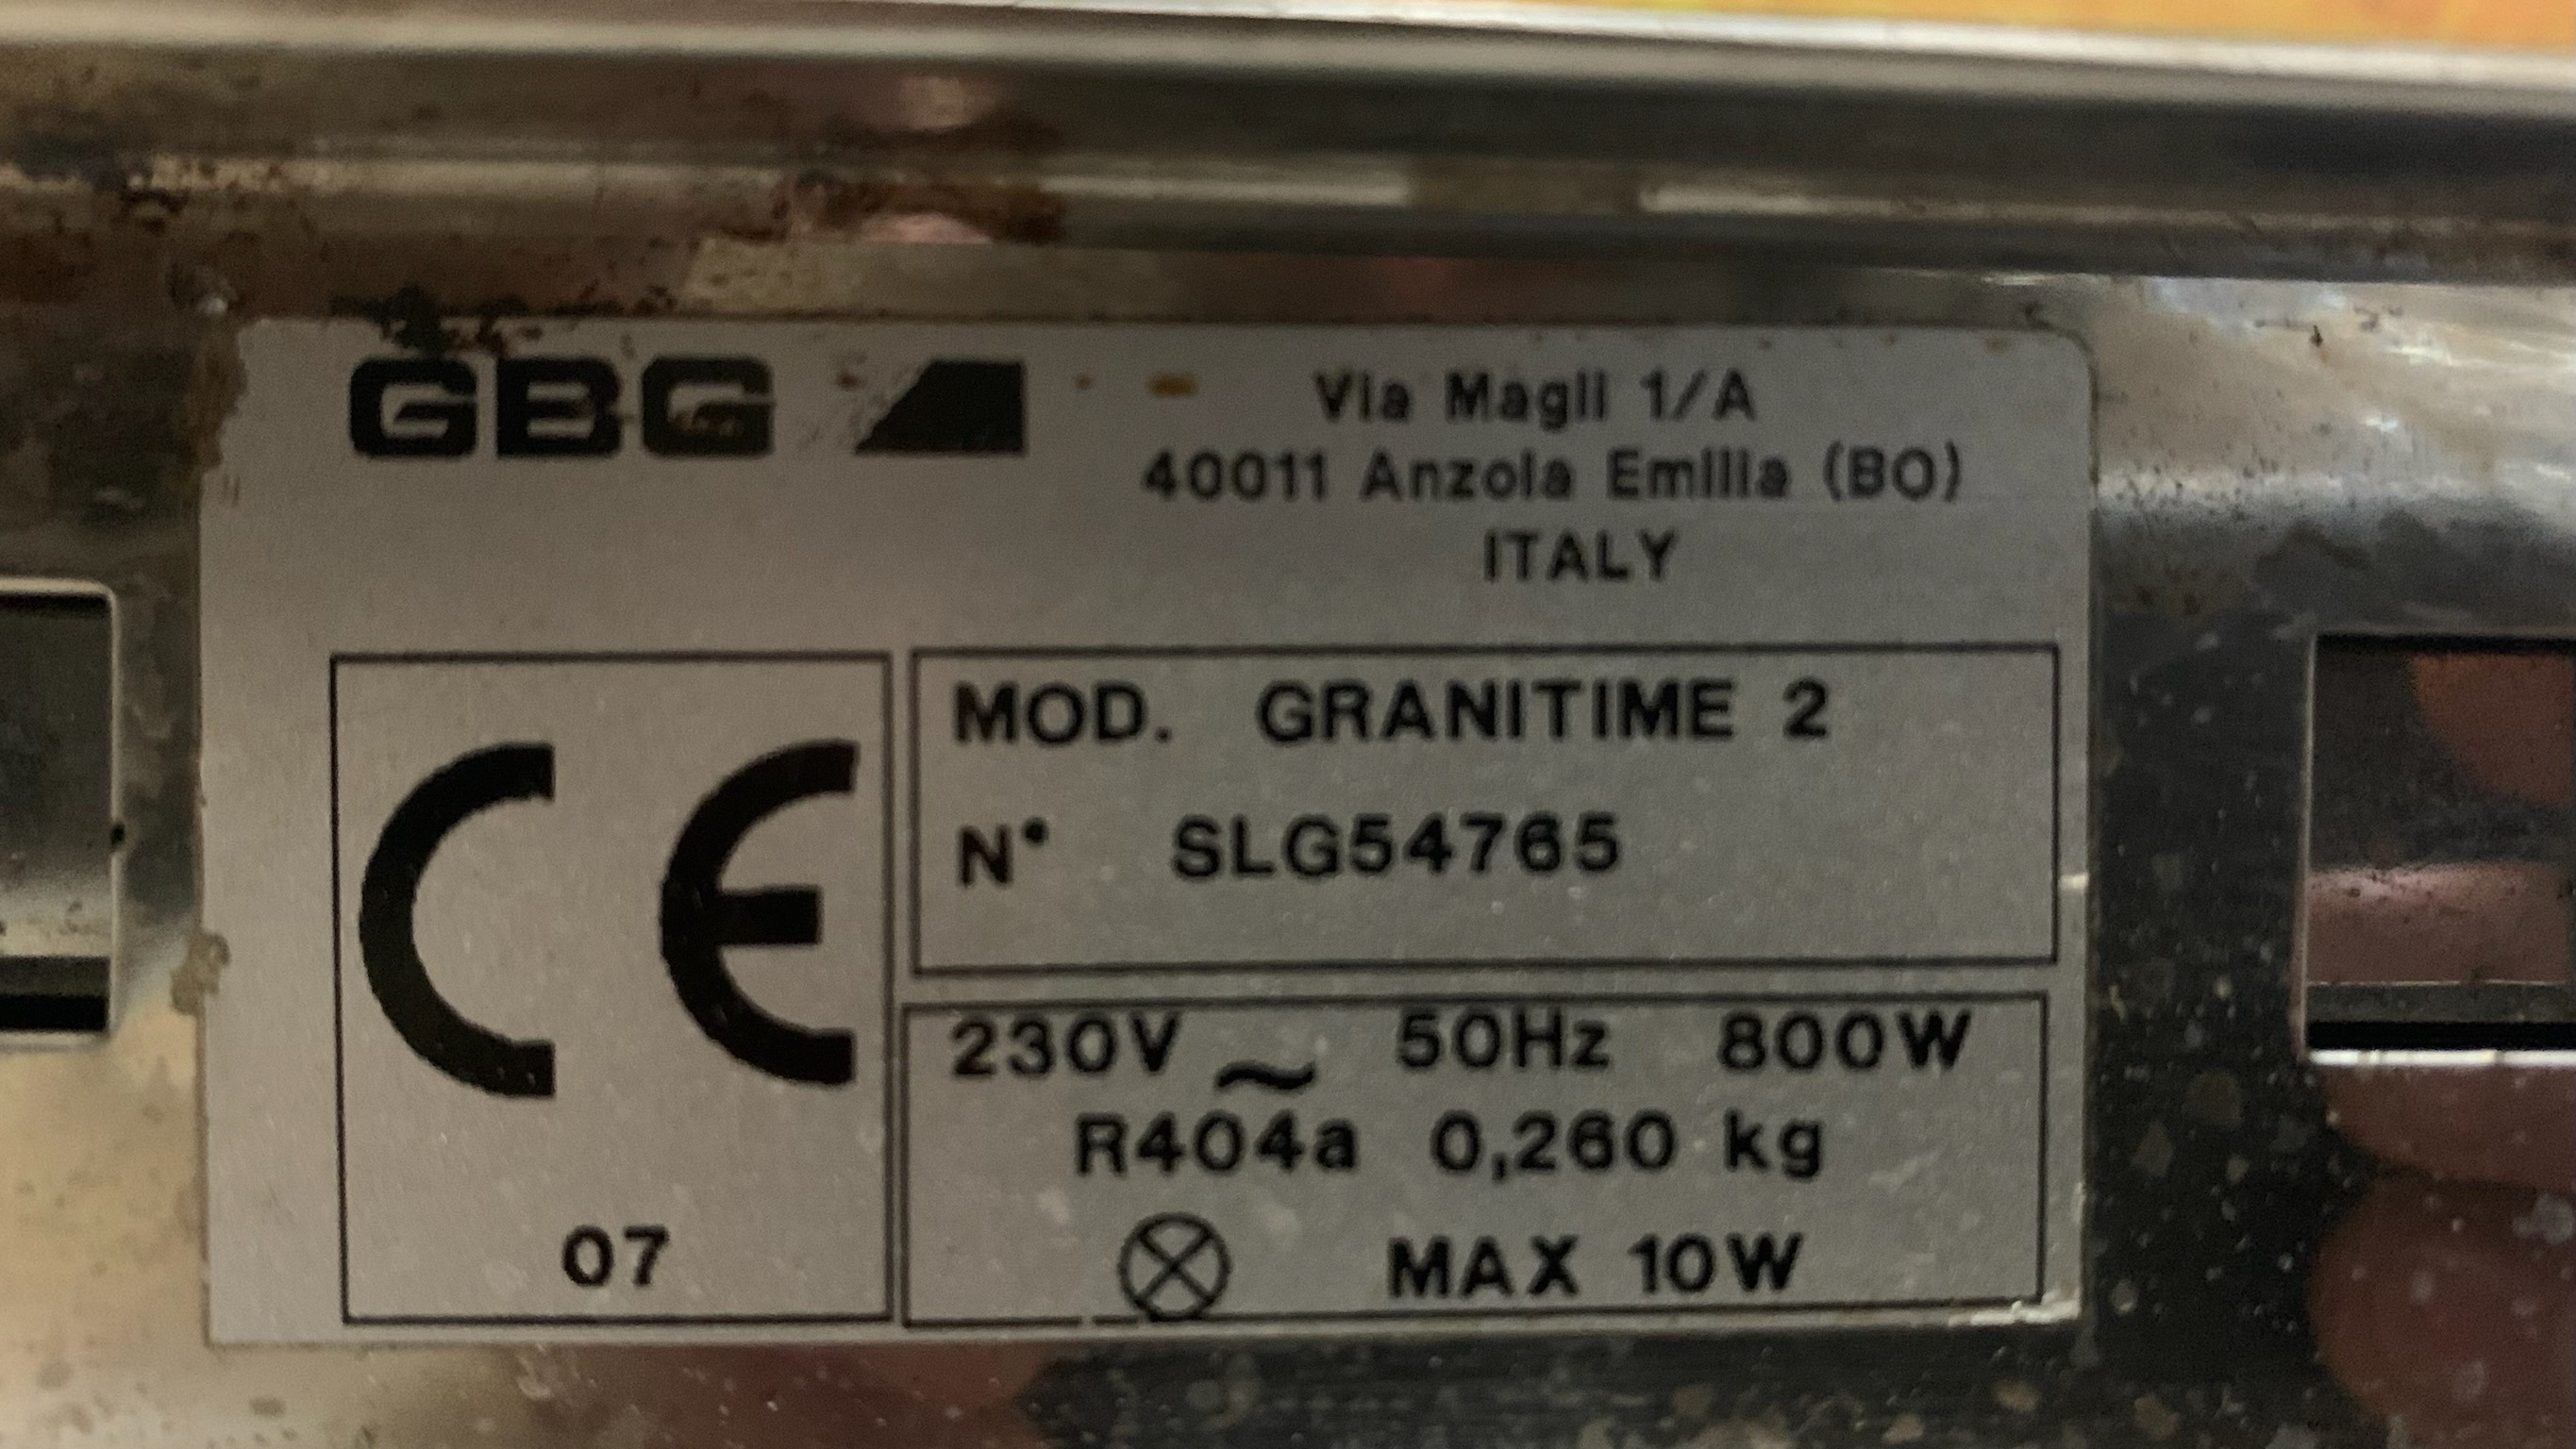 GBG
Via Magli 1/A
40011 Anzola Emilia (BO)
ITALY
MOD. GRANITIME 2
N° SLG54765
CE
07
230V ~ 50Hz 800W
R404a 0,260 kg
MAX 10W